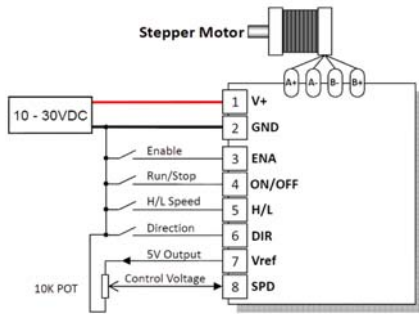 Stepper Motor
A+ A- B- B+
10 - 30VDC
1 V+
2 GND
Enable 3 ENA
Run/Stop 4 ON/OFF
H/L Speed 5 H/L
Direction 6 DIR
5V Output 7 Vref
Control Voltage 8 SPD
10K POT